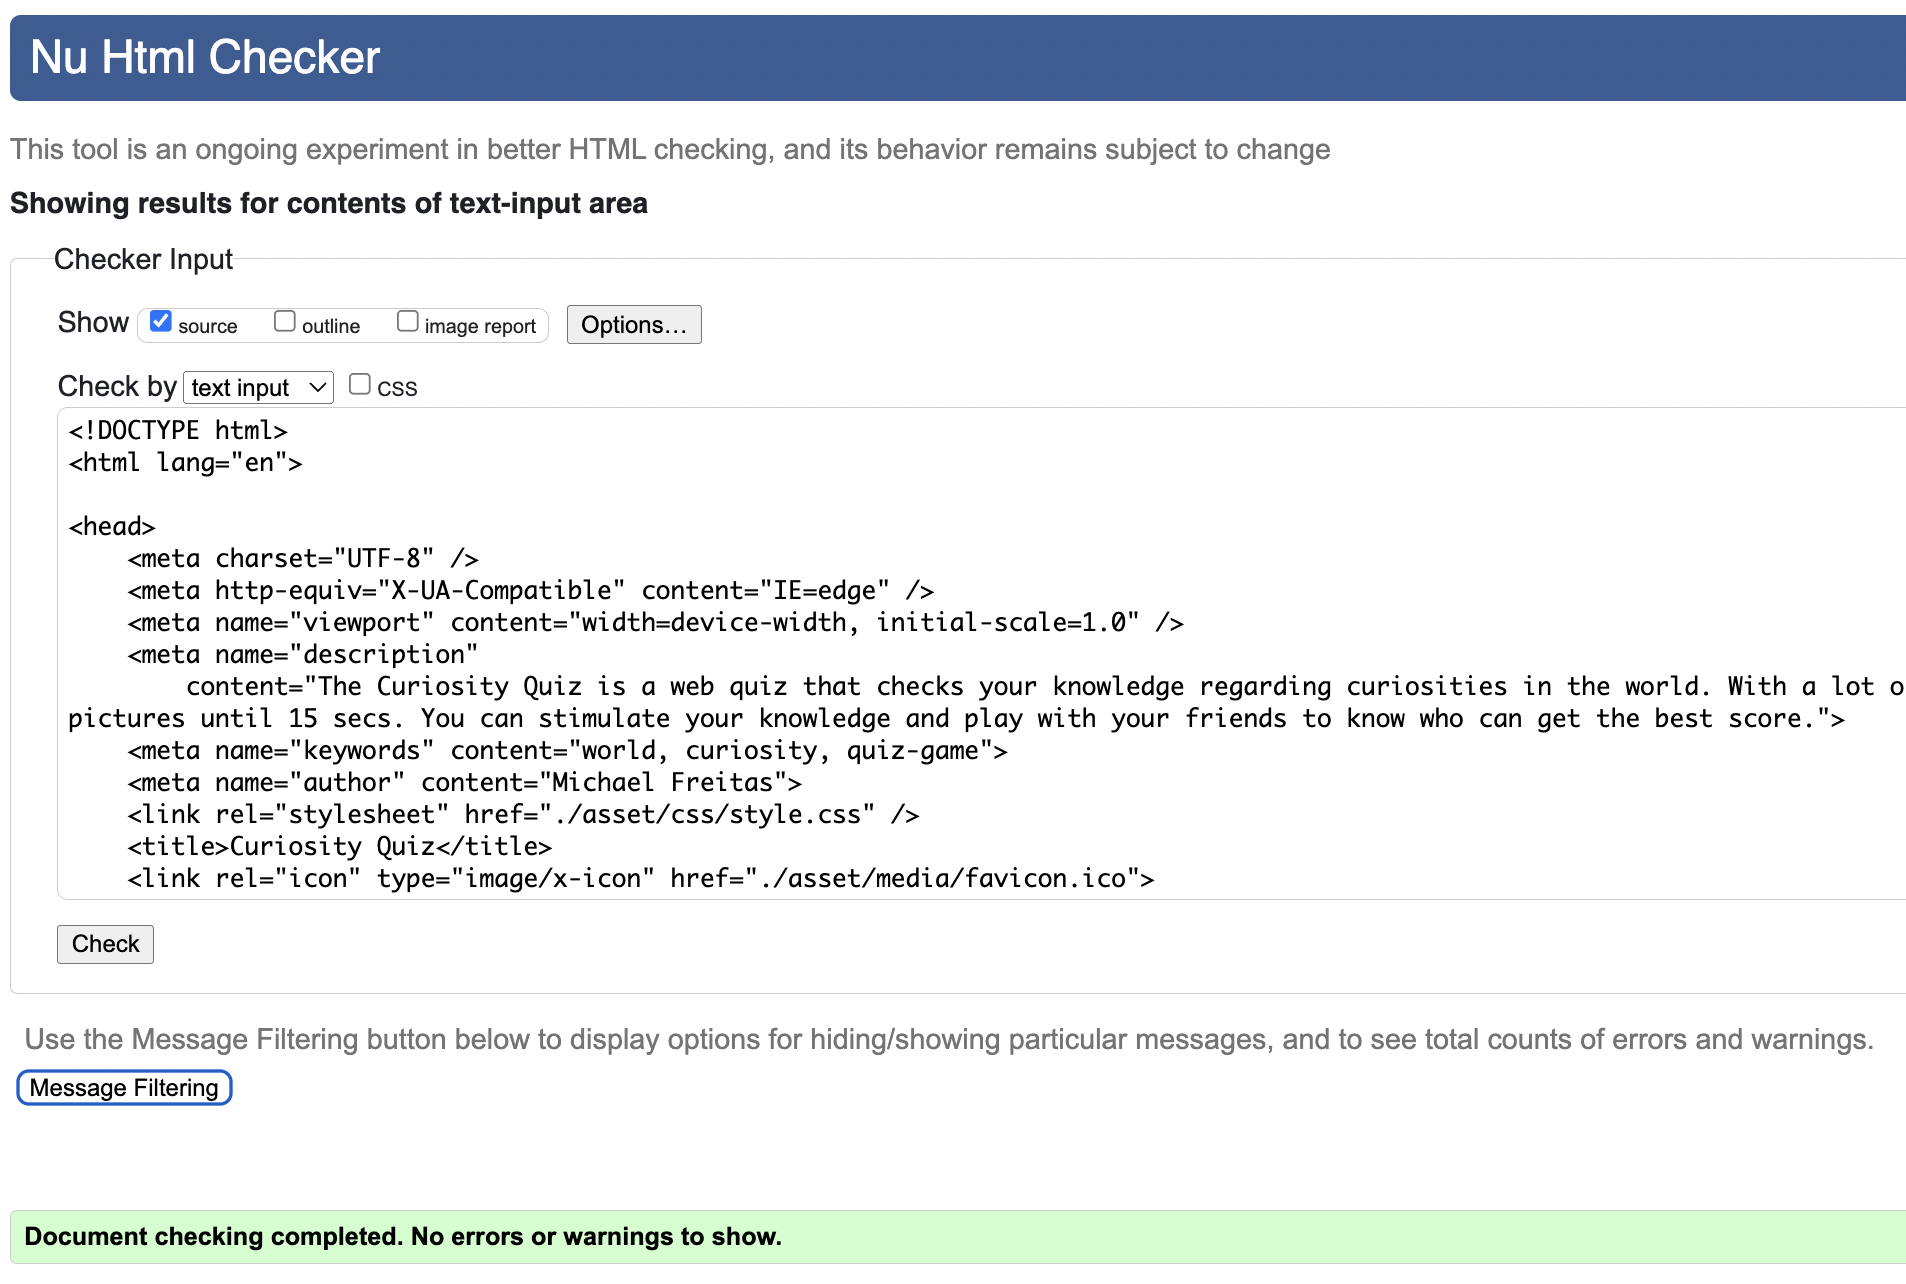 Nu Html Checker
This tool is an ongoing experiment in better HTML checking, and its behavior remains subject to change
Showing results for contents of text-input area
Checker Input
Show source outline image report Options...
Check by text input css
<!DOCTYPE html>
<html lang="en">
<head>
    <meta charset="UTF-8" />
    <meta http-equiv="X-UA-Compatible" content="IE=edge" />
    <meta name="viewport" content="width=device-width, initial-scale=1.0" />
    <meta name="description"
        content="The Curiosity Quiz is a web quiz that checks your knowledge regarding curiosities in the world. With a lot
pictures until 15 secs. You can stimulate your knowledge and play with your friends to know who can get the best score.">
    <meta name="keywords" content="world, curiosity, quiz-game">
    <meta name="author" content="Michael Freitas">
    <link rel="stylesheet" href="./asset/css/style.css" />
    <title>Curiosity Quiz</title>
    <link rel="icon" type="image/x-icon" href="./asset/media/favicon.ico">
Check
Use the Message Filtering button below to display options for hiding/showing particular messages, and to see total counts of errors and warnings.
Message Filtering
Document checking completed. No errors or warnings to show.